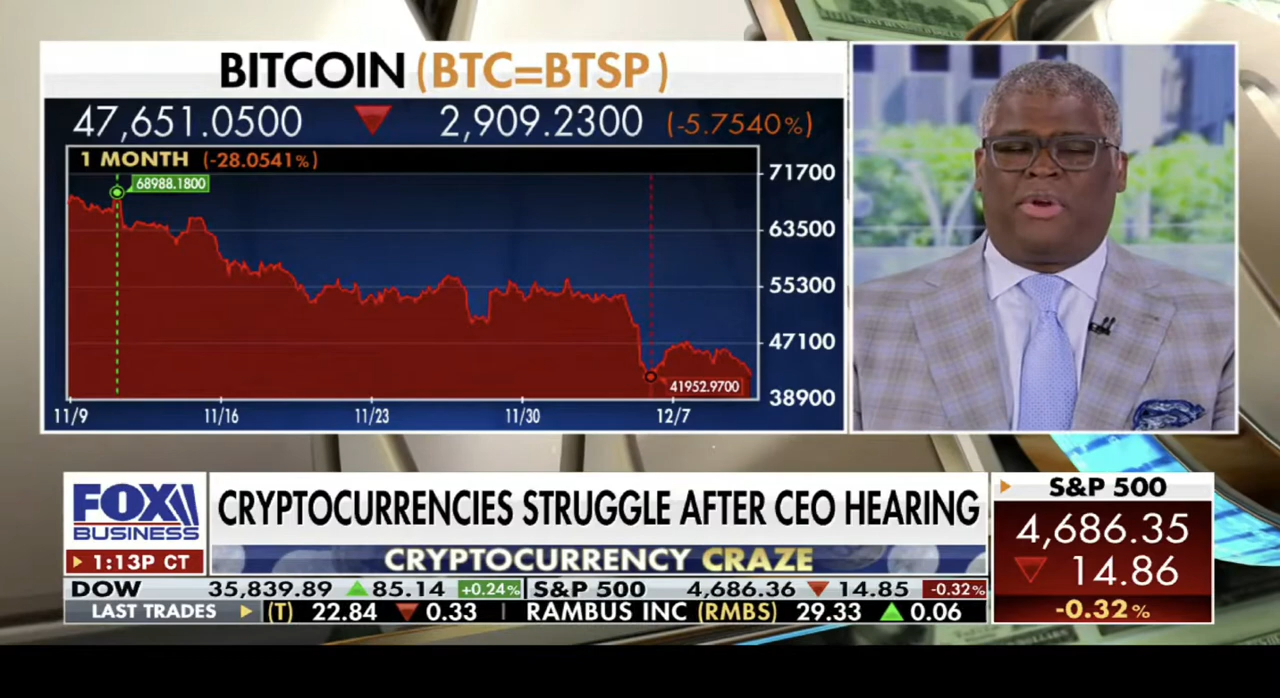 BITCOIN (BTC=BTSP)
47,651.0500 2,909.2300 (-5.7540%)
1 MONTH (-28.0541%)
68988.1800
71700
63500
55300
47100
38900
41952.9700
11/9 11/16 11/23 11/30 12/7
FOX BUSINESS
1:13P CT
CRYPTOCURRENCIES STRUGGLE AFTER CEO HEARING
CRYPTOCURRENCY CRAZE
S&P 500
4,686.35
14.86
-0.32%
DOW 35,839.89 85.14 +0.24% S&P 500 4,686.36 14.85 -0.32%
LAST TRADES (T) 22.84 0.33 RAMBUS INC (RMBS) 29.33 0.06